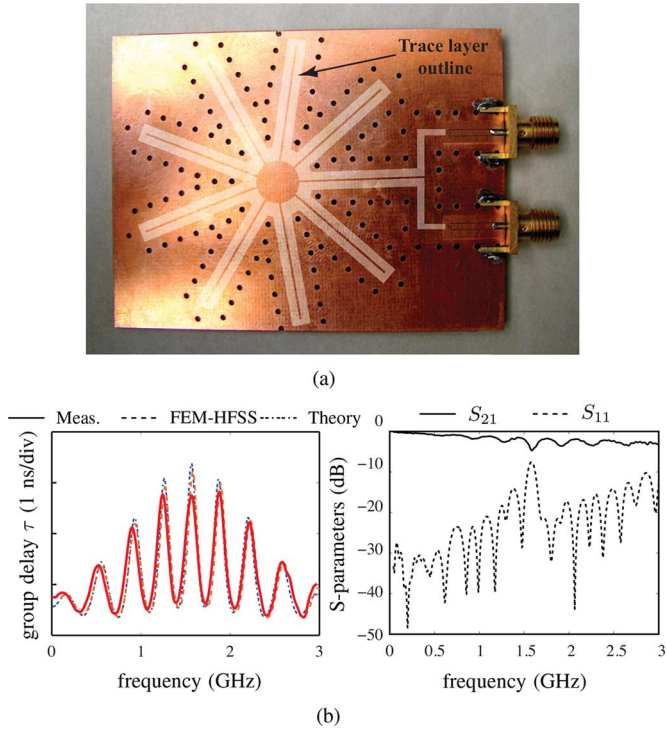 Trace layer
outline
(a)
Meas. FEM-HFSS Theory
group delay τ (1 ns/div)
0 1 2 3
frequency (GHz)
S21 S11
S-parameters (dB)
0
−10
−20
−30
−40
−50
0 0.5 1 1.5 2 2.5 3
frequency (GHz)
(b)